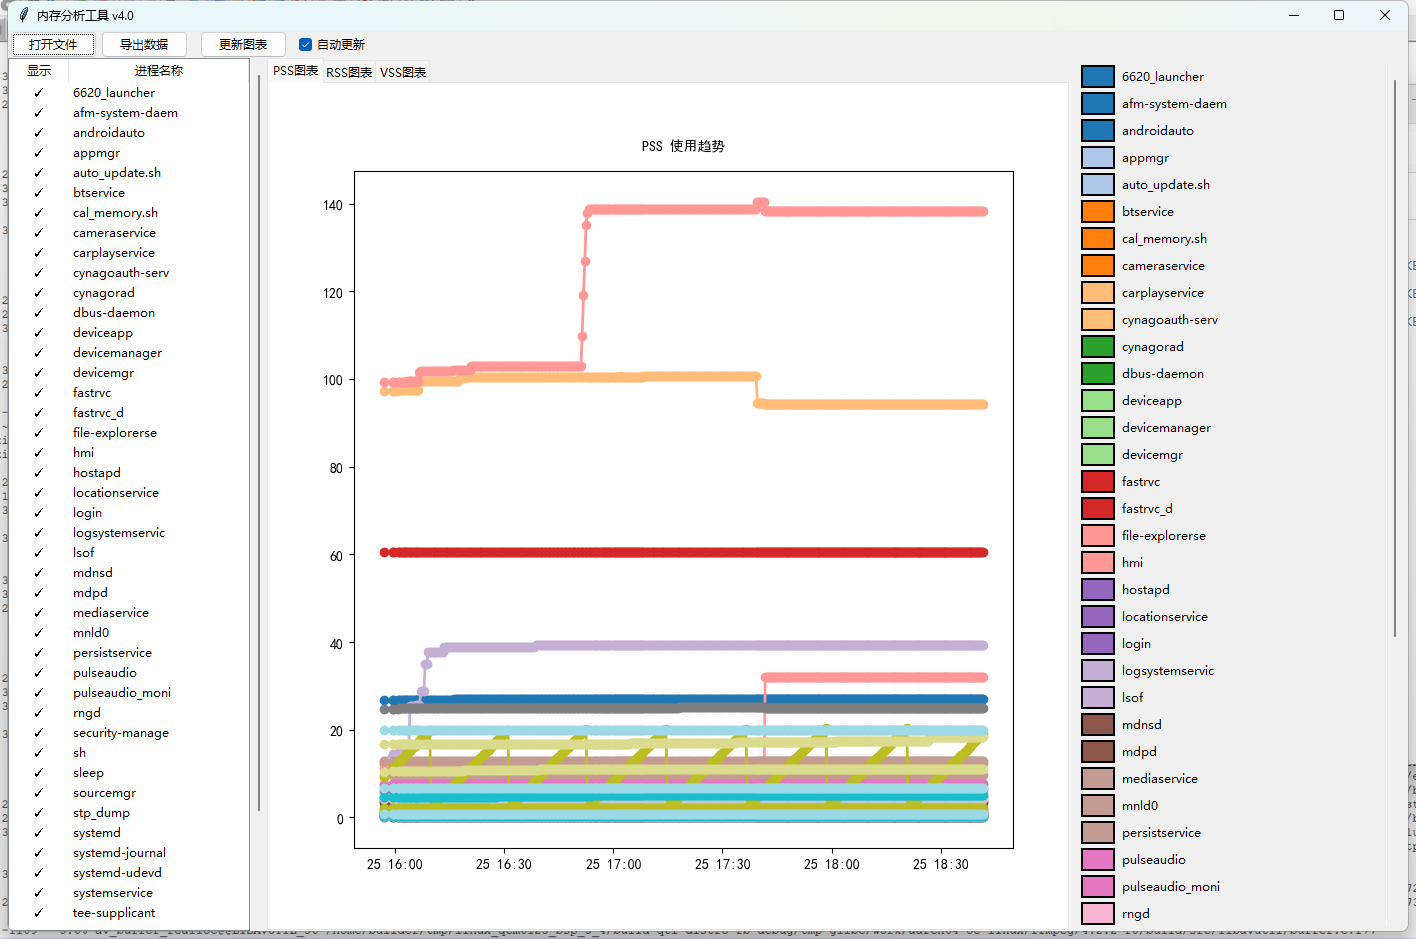 内存分析工具 v4.0
打开文件
导出数据
更新图表
自动更新
显示
进程名称
✓ 6620_launcher
✓ afm-system-daem
✓ androidauto
✓ appmgr
✓ auto_update.sh
✓ btservice
✓ cal_memory.sh
✓ cameraservice
✓ carplayservice
✓ cynagoauth-serv
✓ cynagorad
✓ dbus-daemon
✓ deviceapp
✓ devicemanager
✓ devicemgr
✓ fastrvc
✓ fastrvc_d
✓ file-explorerse
✓ hmi
✓ hostapd
✓ locationservice
✓ login
✓ logsystemservic
✓ lsof
✓ mdnsd
✓ mdpd
✓ mediaservice
✓ mnld0
✓ persistservice
✓ pulseaudio
✓ pulseaudio_moni
✓ rngd
✓ security-manage
✓ sh
✓ sleep
✓ sourcemgr
✓ stp_dump
✓ systemd
✓ systemd-journal
✓ systemd-udevd
✓ systemservice
✓ tee-supplicant
PSS图表
RSS图表
VSS图表
PSS 使用趋势
140
120
100
80
60
40
20
0
25 16:00
25 16:30
25 17:00
25 17:30
25 18:00
25 18:30
6620_launcher
afm-system-daem
androidauto
appmgr
auto_update.sh
btservice
cal_memory.sh
cameraservice
carplayservice
cynagoauth-serv
cynagorad
dbus-daemon
deviceapp
devicemanager
devicemgr
fastrvc
fastrvc_d
file-explorerse
hmi
hostapd
locationservice
login
logsystemservic
lsof
mdnsd
mdpd
mediaservice
mnld0
persistservice
pulseaudio
pulseaudio_moni
rngd